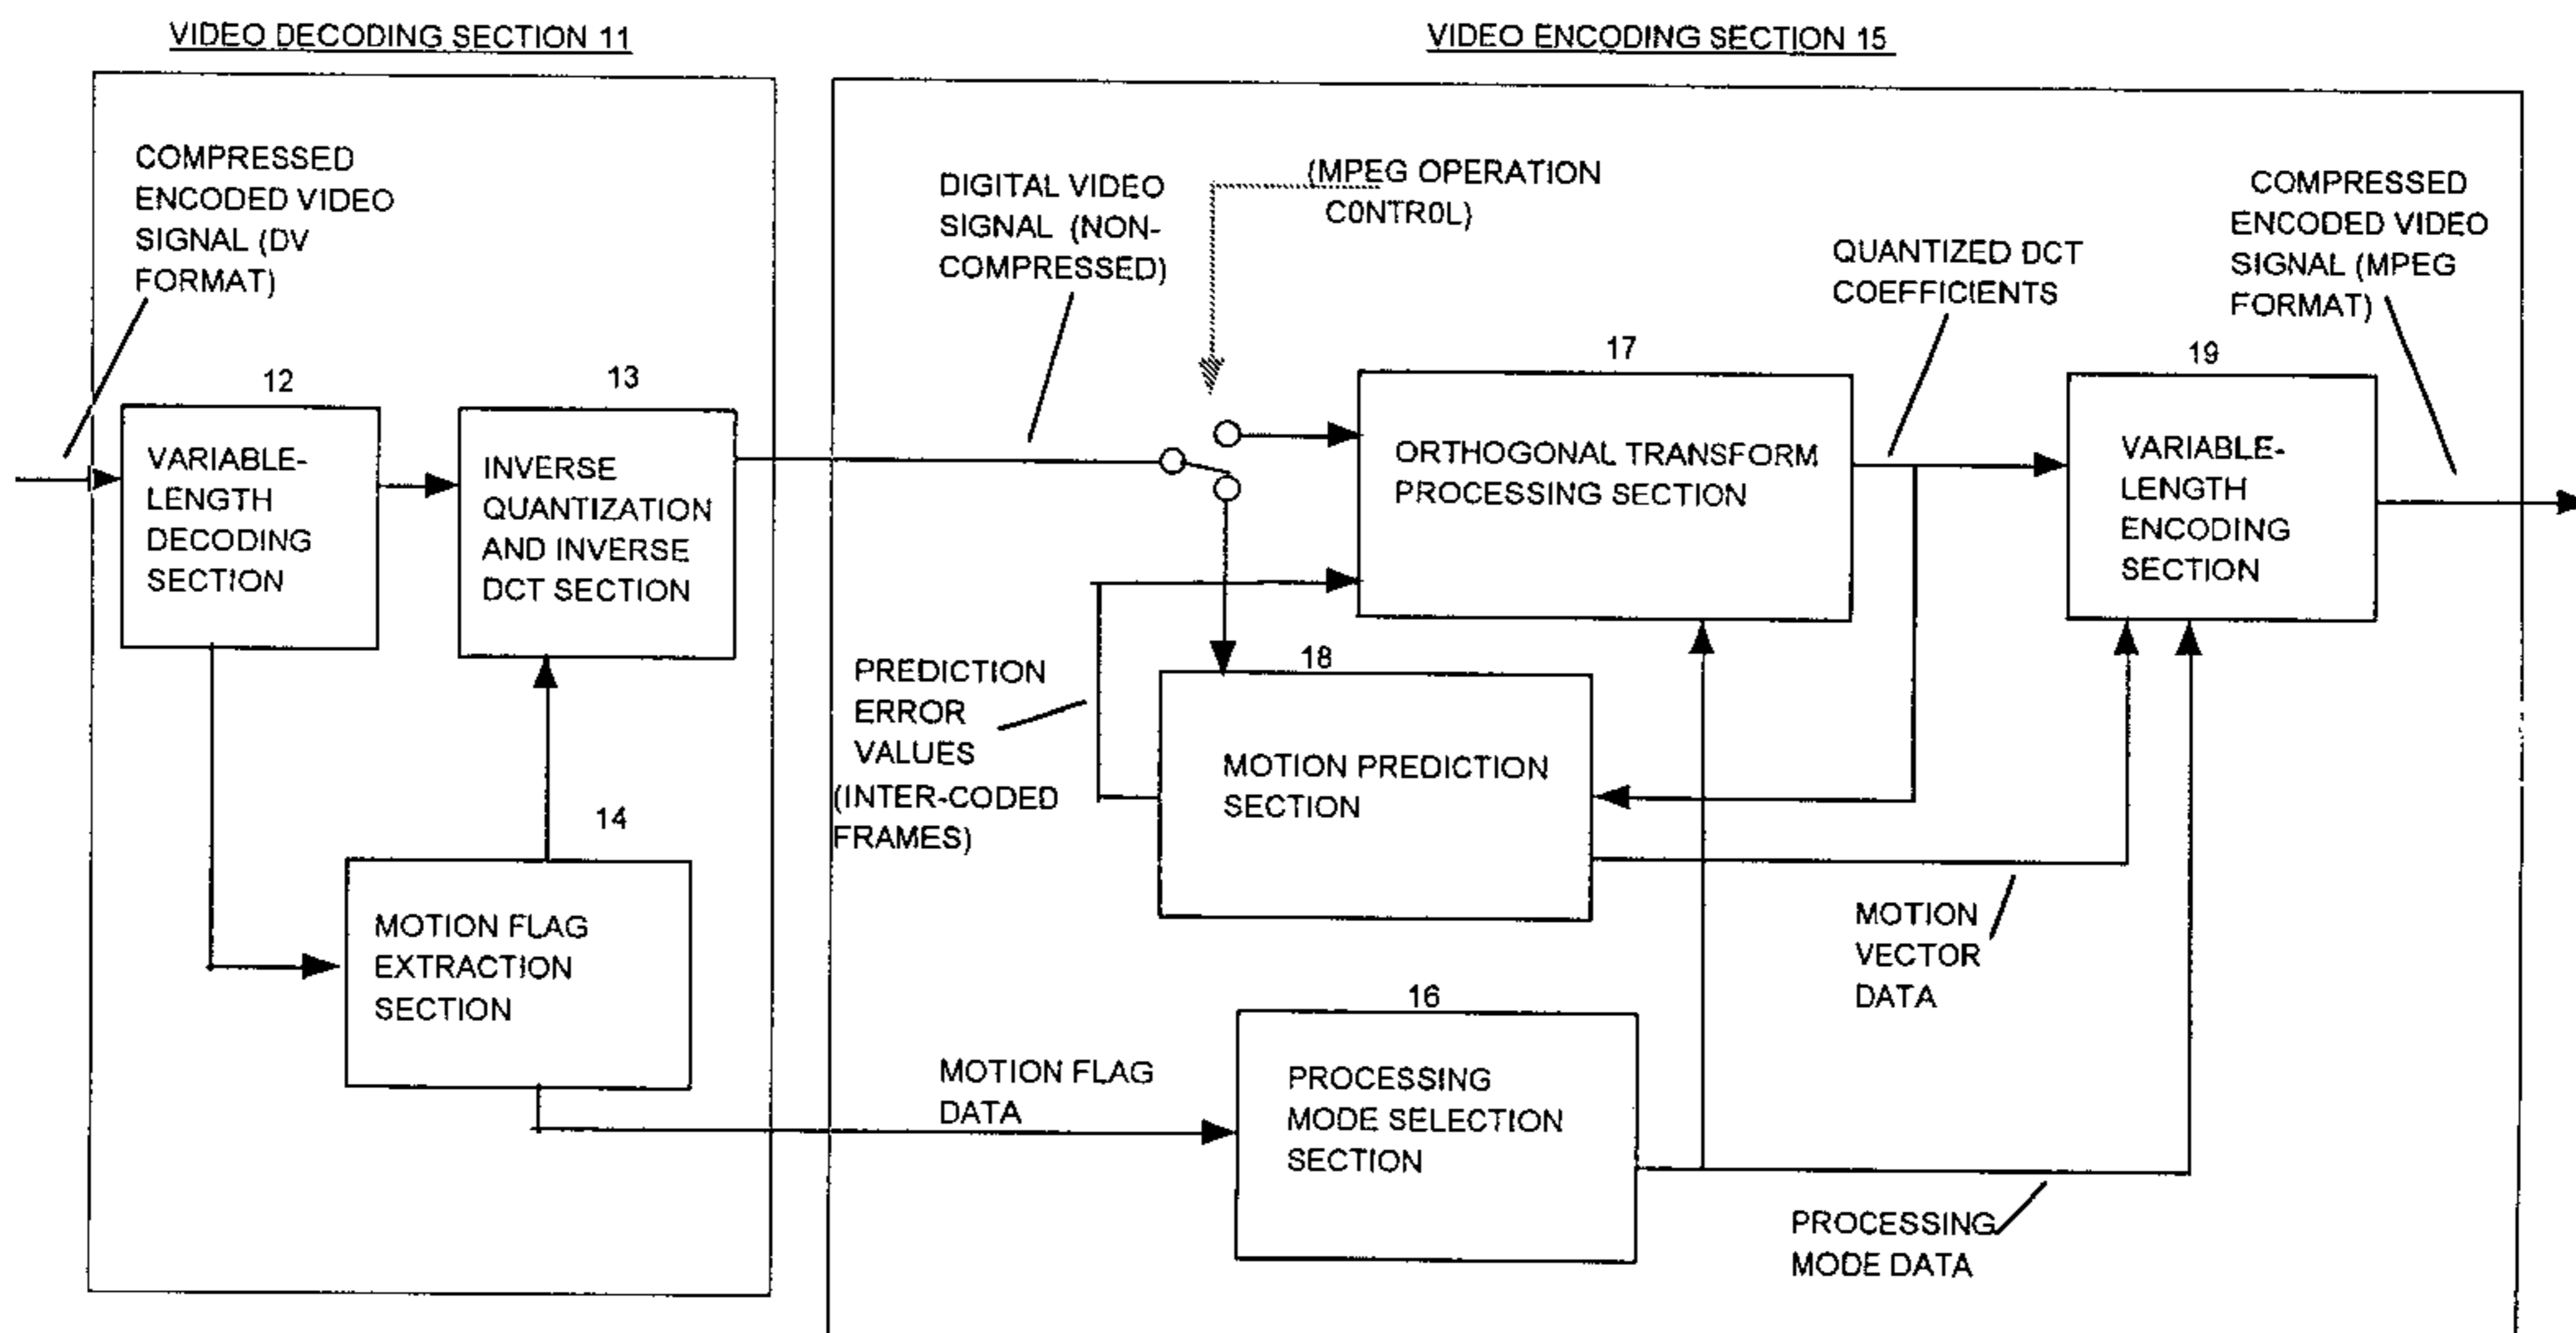 VIDEO DECODING SECTION 11
VIDEO ENCODING SECTION 15
COMPRESSED
ENCODED VIDEO
SIGNAL (DV
FORMAT)
DIGITAL VIDEO
SIGNAL (NON-
COMPRESSED)
(MPEG OPERATION
C0NTR0L)
QUANTIZED DCT
COEFFICIENTS
COMPRESSED
ENCODED VIDEO
SIGNAL (MPEG
FORMAT)
12
VARIABLE-
LENGTH
DECODING
SECTION
13
INVERSE
QUANTIZATION
AND INVERSE
DCT SECTION
17
ORTHOGONAL TRANSFORM
PROCESSING SECTION
19
VARIABLE-
LENGTH
ENCODING
SECTION
PREDICTION
ERROR
VALUES
(INTER-CODED
FRAMES)
18
MOTION PREDICTION
SECTION
14
MOTION FLAG
EXTRACTION
SECTION
MOTION
VECTOR
DATA
MOTION FLAG
DATA
16
PROCESSING
MODE SELECTION
SECTION
PROCESSING
MODE DATA